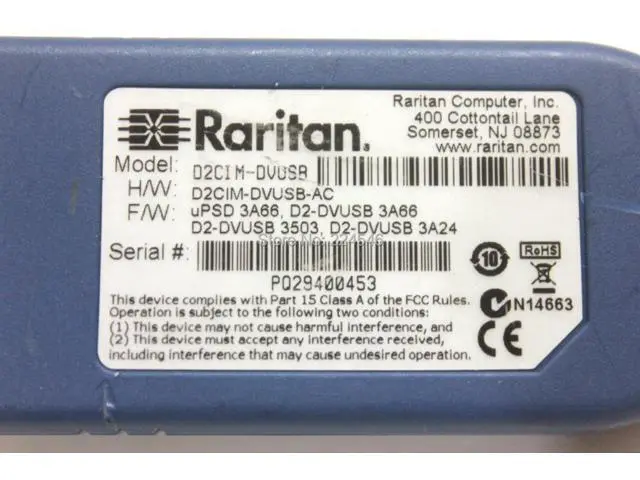 Raritan Computer, Inc.
400 Cottontail Lane
Somerset, NJ 08873
www.raritan.com
Raritan.
Model: D2CIM-DVUSB
H/W: D2CIM-DVUSB-AC
F/W: uPSD 3A66, D2-DVUSB 3A66
D2-DVUSB 3503, D2-DVUSB 3A24
Store No: 224546
Serial #:
PQ29400453
10
RoHS
N14663
CE
This device complies with Part 15 Class A of the FCC Rules.
Operation is subject to the following two conditions:
(1) This device may not cause harmful interference, and
(2) This device must accept any interference received,
including interference that may cause undesired operation.